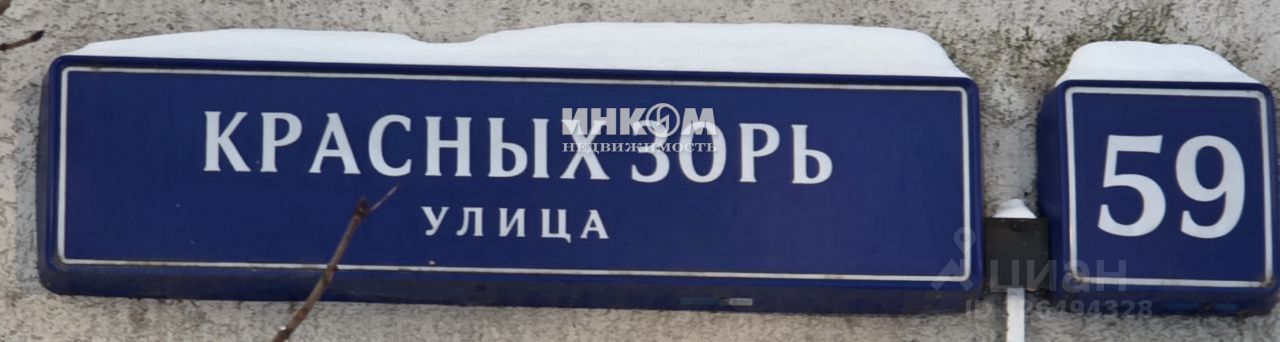 КРАСНЫХ ЗОРЬ
УЛИЦА
59
ИНКОМ
НЕДВИЖИМОСТЬ
циан